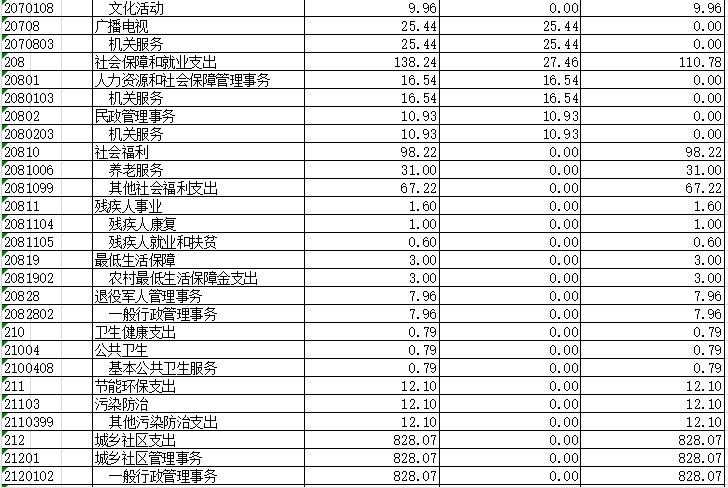 2070108 文化活动 9.96 0.00 9.96
20708 广播电视 25.44 25.44 0.00
2070803 机关服务 25.44 25.44 0.00
208 社会保障和就业支出 138.24 27.46 110.78
20801 人力资源和社会保障管理事务 16.54 16.54 0.00
2080103 机关服务 16.54 16.54 0.00
20802 民政管理事务 10.93 10.93 0.00
2080203 机关服务 10.93 10.93 0.00
20810 社会福利 98.22 0.00 98.22
2081006 养老服务 31.00 0.00 31.00
2081099 其他社会福利支出 67.22 0.00 67.22
20811 残疾人事业 1.60 0.00 1.60
2081104 残疾人康复 1.00 0.00 1.00
2081105 残疾人就业和扶贫 0.60 0.00 0.60
20819 最低生活保障 3.00 0.00 3.00
2081902 农村最低生活保障金支出 3.00 0.00 3.00
20828 退役军人管理事务 7.96 0.00 7.96
2082802 一般行政管理事务 7.96 0.00 7.96
210 卫生健康支出 0.79 0.00 0.79
21004 公共卫生 0.79 0.00 0.79
2100408 基本公共卫生服务 0.79 0.00 0.79
211 节能环保支出 12.10 0.00 12.10
21103 污染防治 12.10 0.00 12.10
2110399 其他污染防治支出 12.10 0.00 12.10
212 城乡社区支出 828.07 0.00 828.07
21201 城乡社区管理事务 828.07 0.00 828.07
2120102 一般行政管理事务 828.07 0.00 828.07